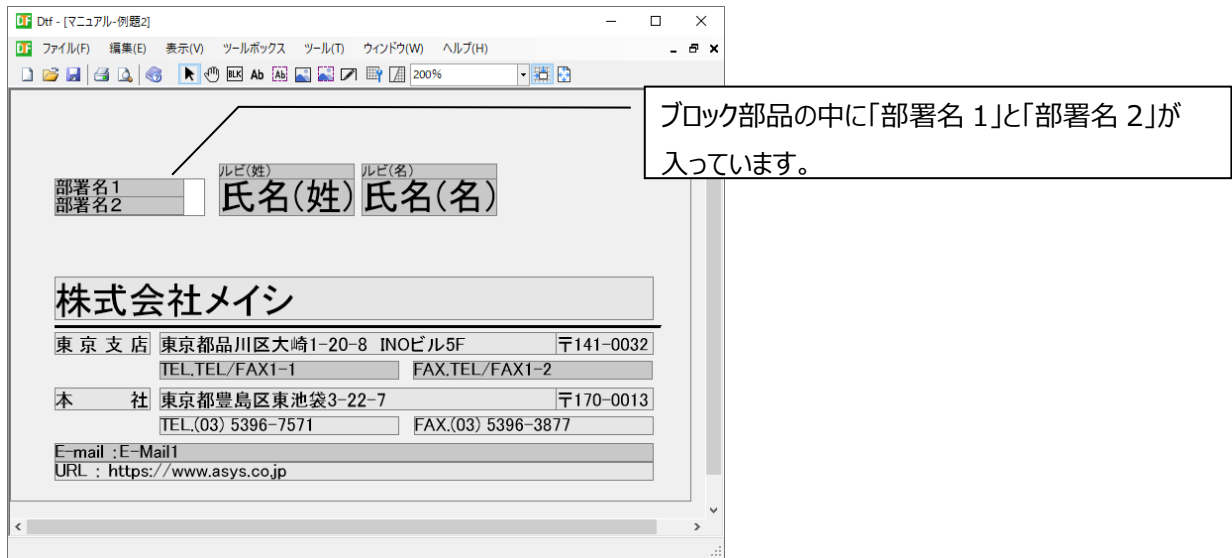 Dtf - [マニュアル-例題2]
ファイル(F) 編集(E) 表示(V) ツールボックス ツール(T) ウィンドウ(W) ヘルプ(H)
BLK Ab Ab 200%
ブロック部品の中に「部署名 1」と「部署名 2」が
入っています。
ルビ(姓) ルビ(名)
部署名1
部署名2
氏名(姓) 氏名(名)
株式会社メイシ
東京支店 東京都品川区大崎1-20-8 INOビル5F 〒141-0032
TEL.TEL/FAX1-1 FAX.TEL/FAX1-2
本 社 東京都豊島区東池袋3-22-7 〒170-0013
TEL.(03) 5396-7571 FAX.(03) 5396-3877
E-mail :E-Mail1
URL : https://www.asys.co.jp